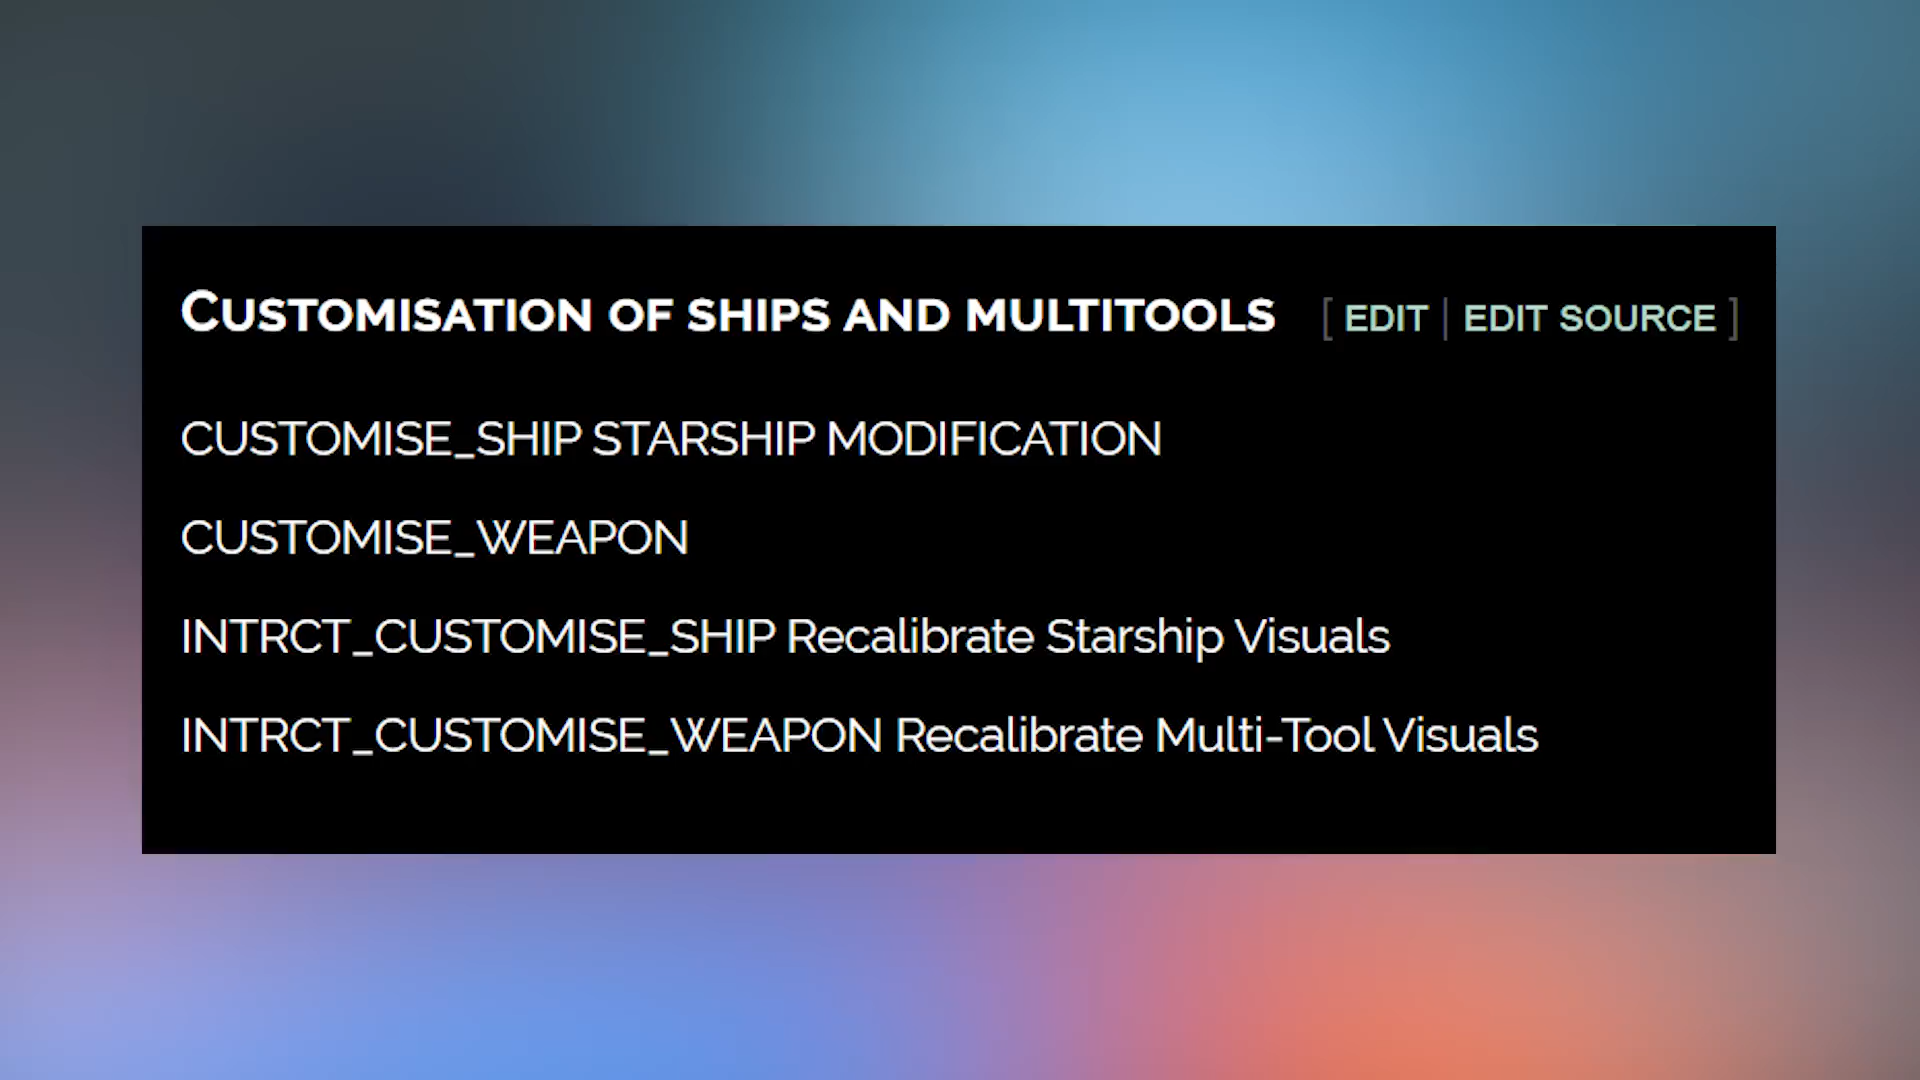 Customisation of ships and multitools [ EDIT | EDIT SOURCE ]
CUSTOMISE_SHIP STARSHIP MODIFICATION
CUSTOMISE_WEAPON
INTRCT_CUSTOMISE_SHIP Recalibrate Starship Visuals
INTRCT_CUSTOMISE_WEAPON Recalibrate Multi-Tool Visuals